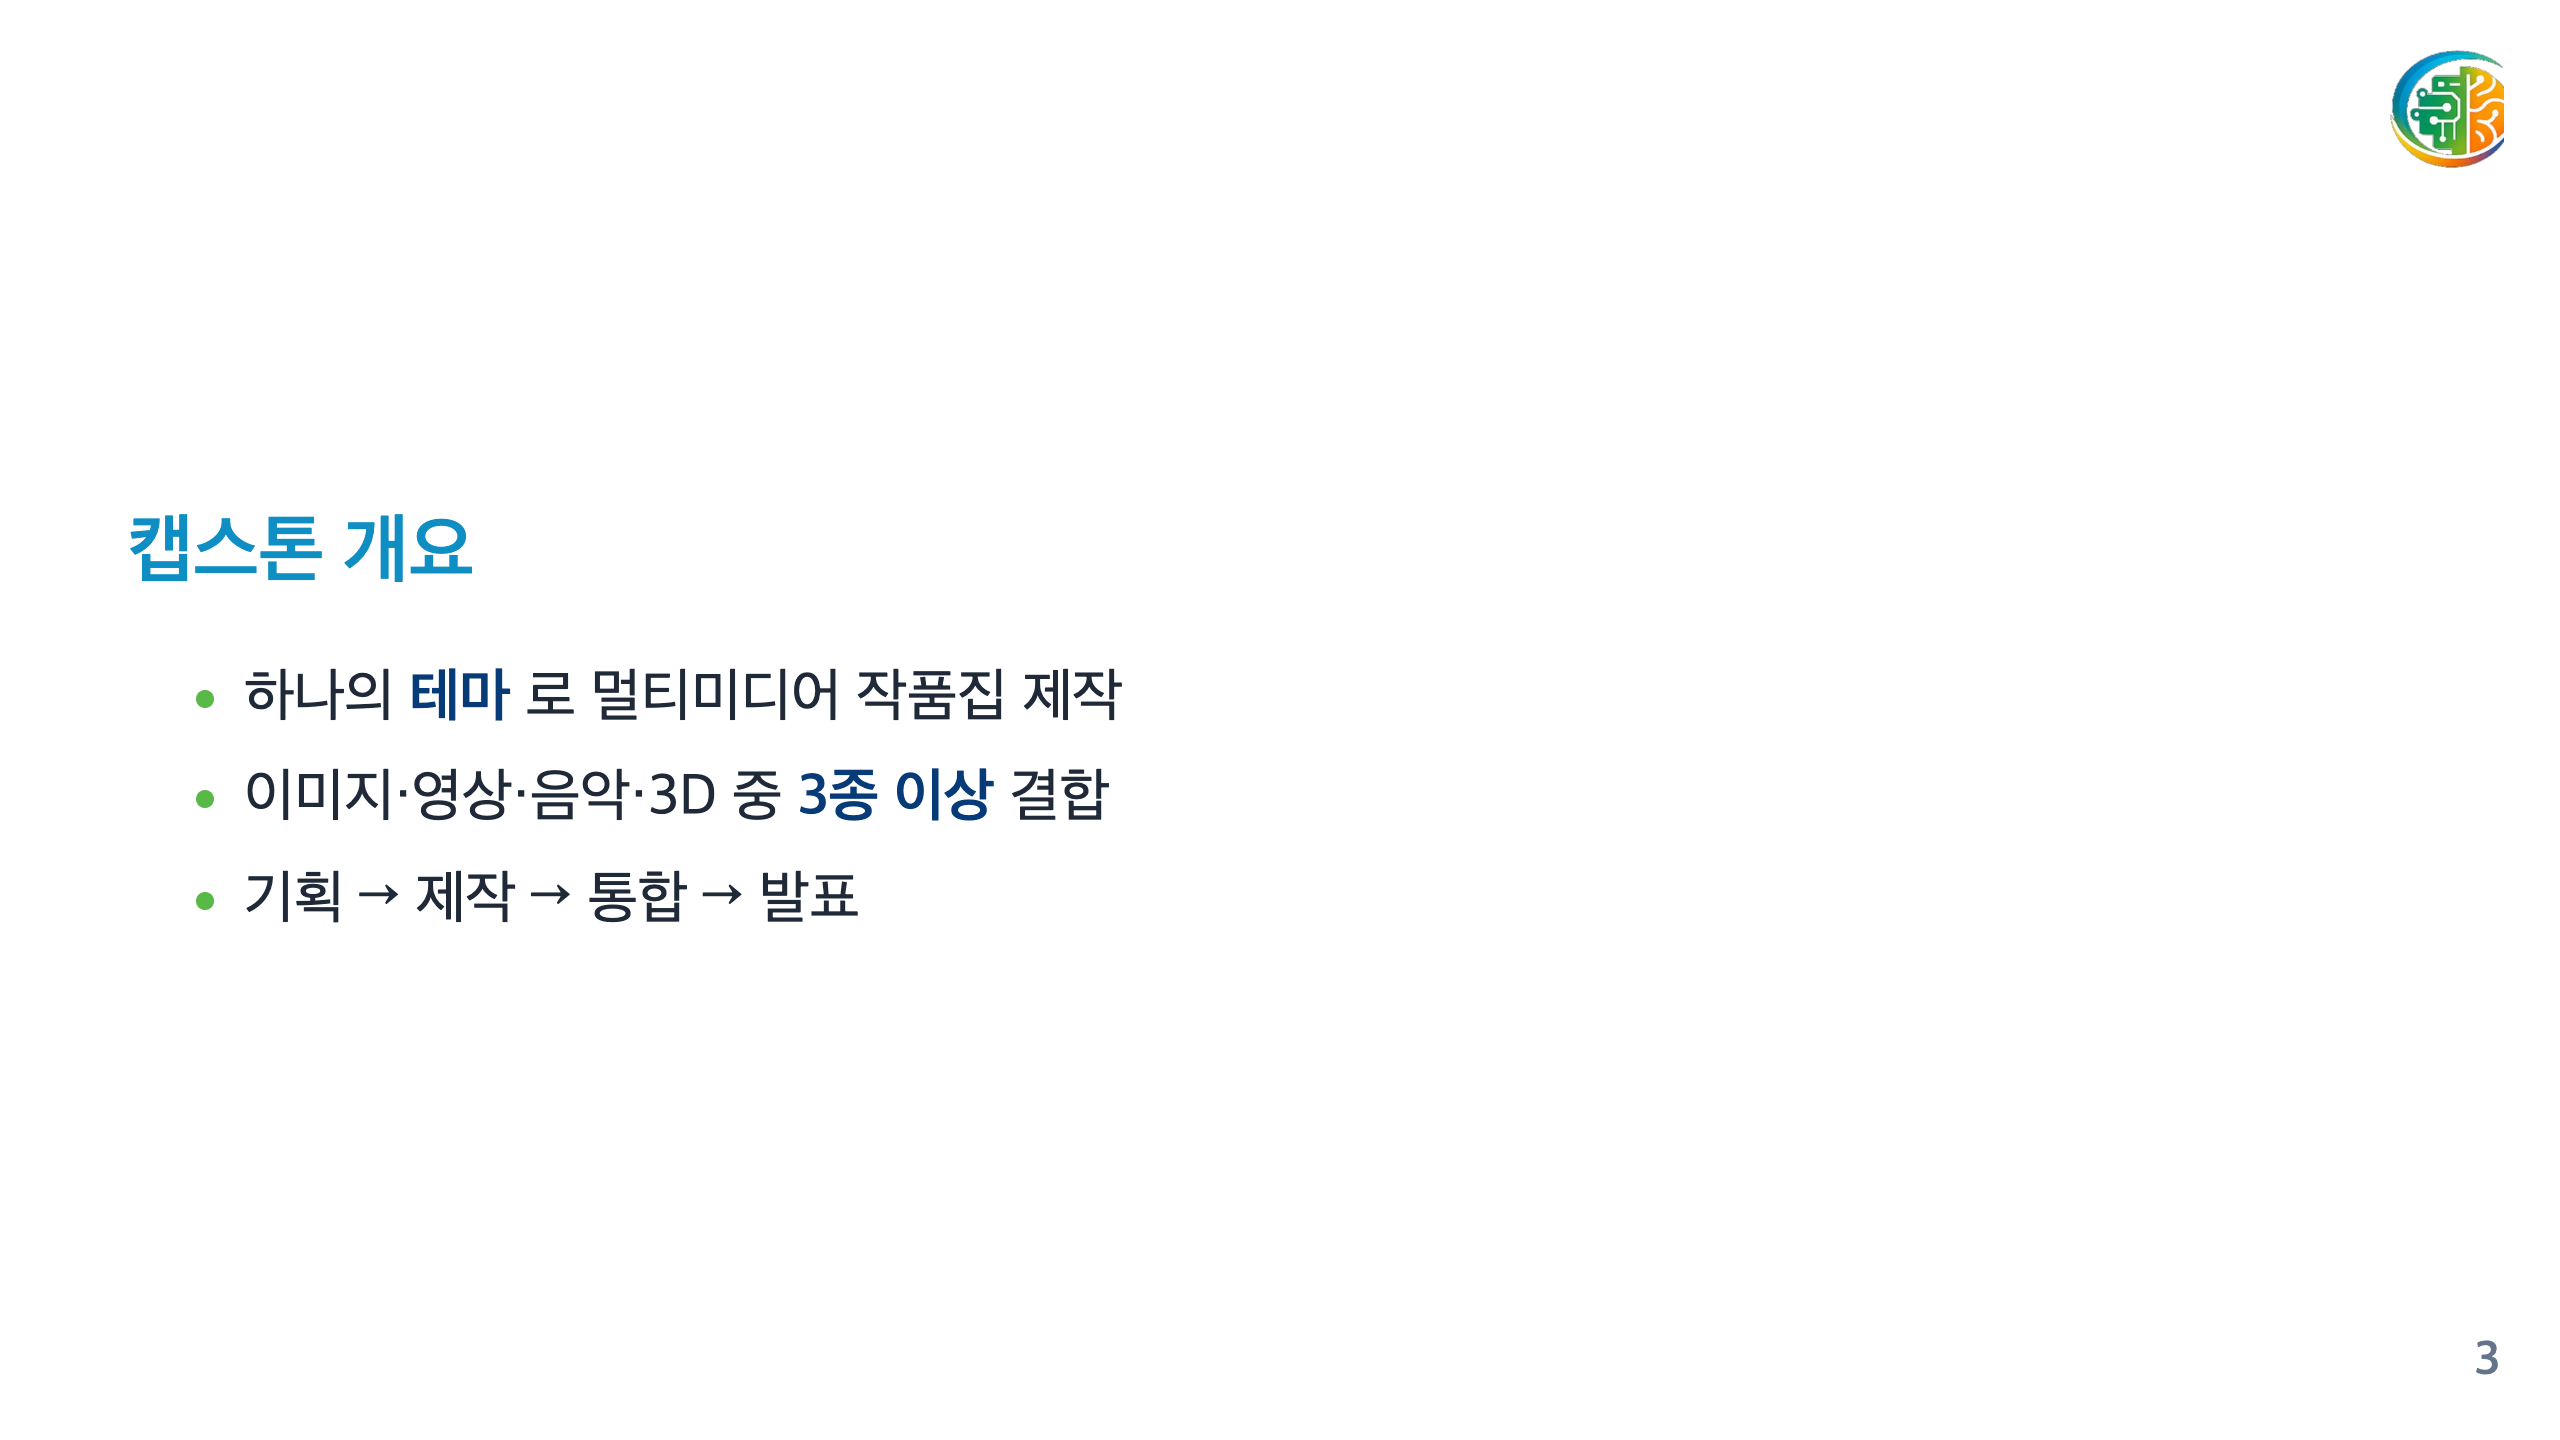 캡스톤 개요
• 하나의 테마 로 멀티미디어 작품집 제작
• 이미지·영상·음악·3D 중 3종 이상 결합
• 기획 → 제작 → 통합 → 발표
3